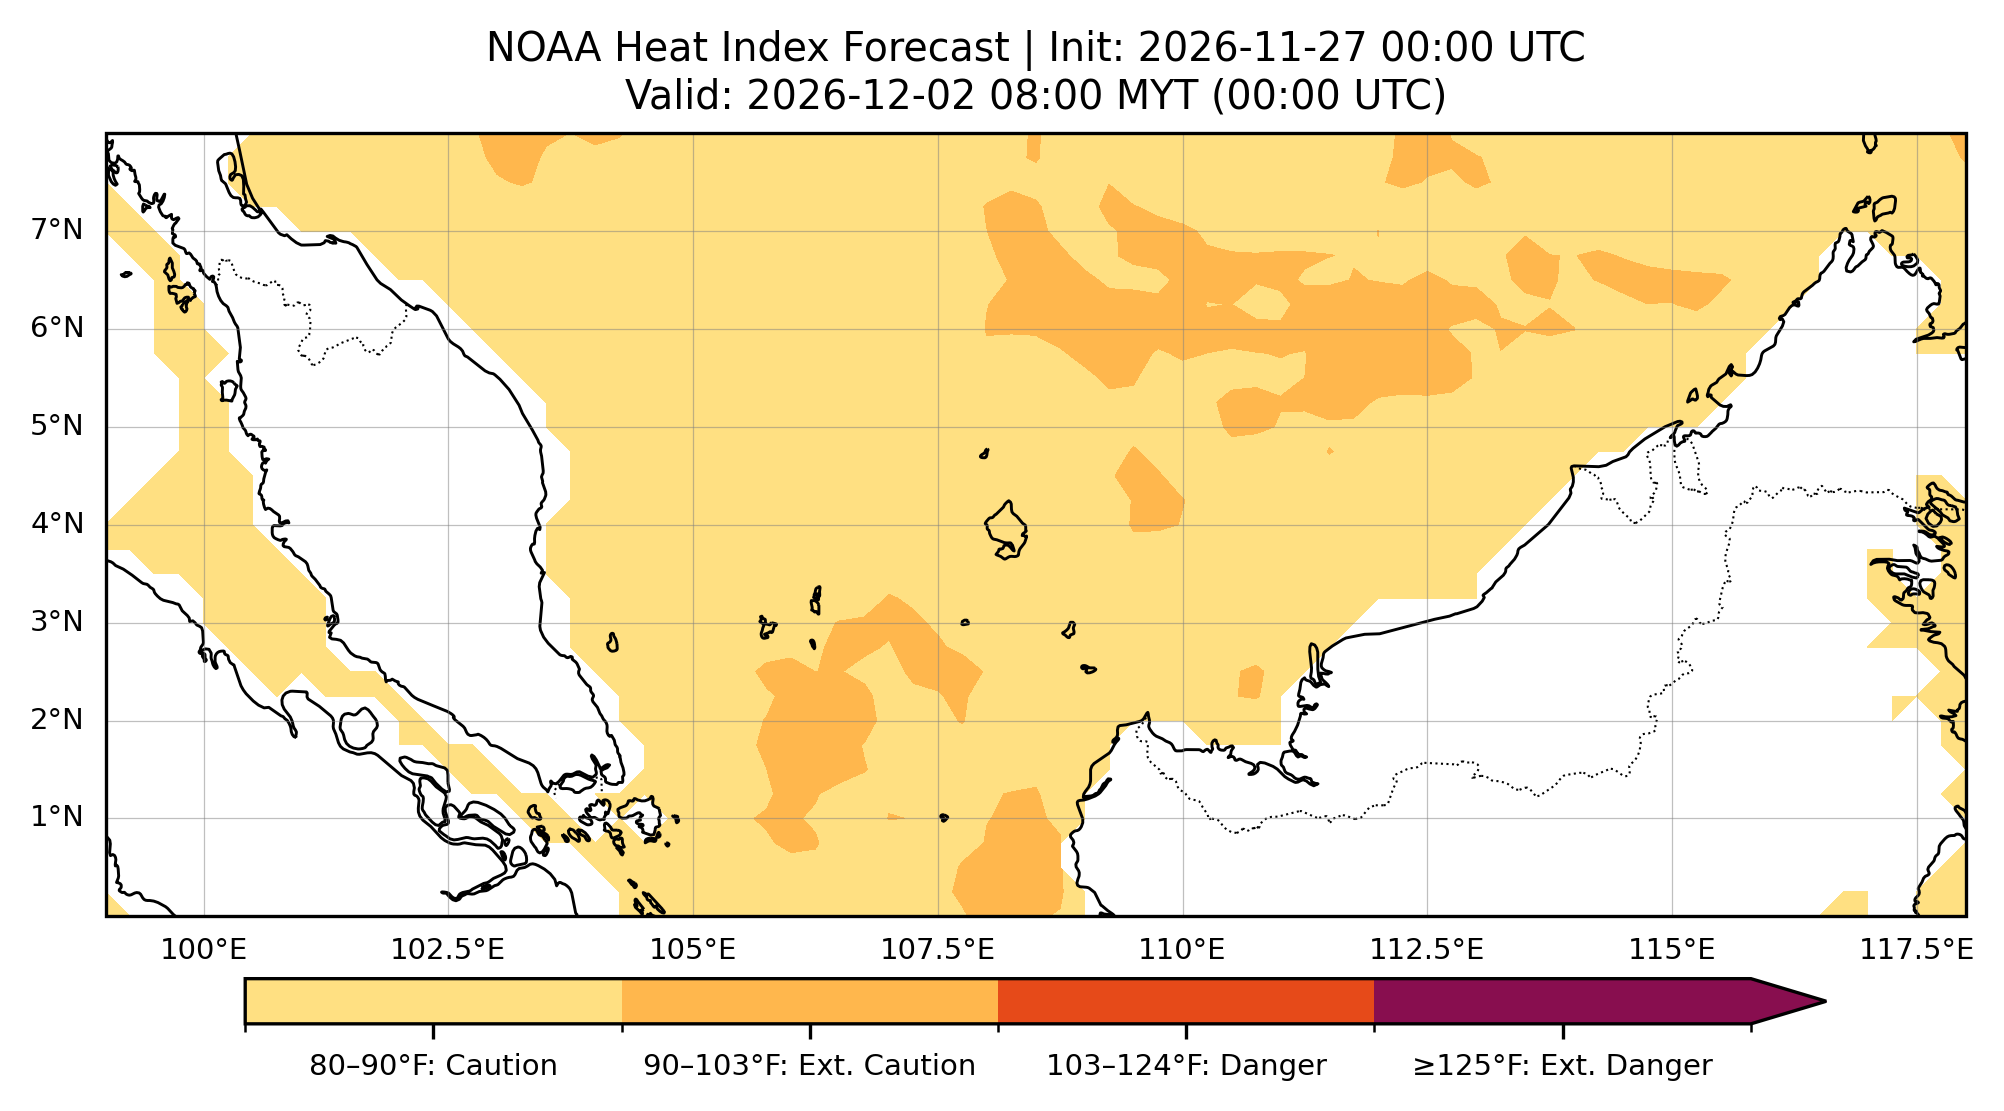 NOAA Heat Index Forecast | Init: 2026-11-27 00:00 UTC
Valid: 2026-12-02 08:00 MYT (00:00 UTC)
7°N
6°N
5°N
4°N
3°N
2°N
1°N
100°E 102.5°E 105°E 107.5°E 110°E 112.5°E 115°E 117.5°E
80–90°F: Caution 90–103°F: Ext. Caution 103–124°F: Danger ≥125°F: Ext. Danger